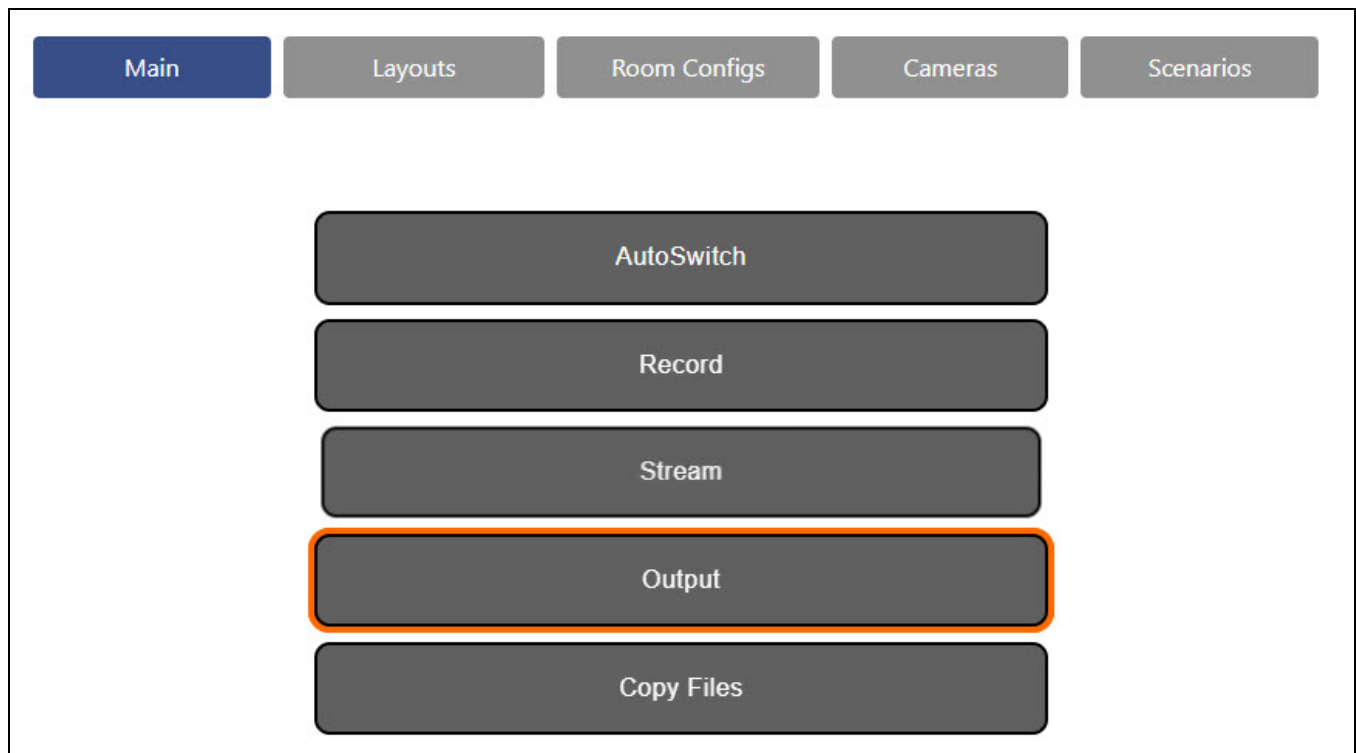 Main Layouts Room Configs Cameras Scenarios
AutoSwitch
Record
Stream
Output
Copy Files